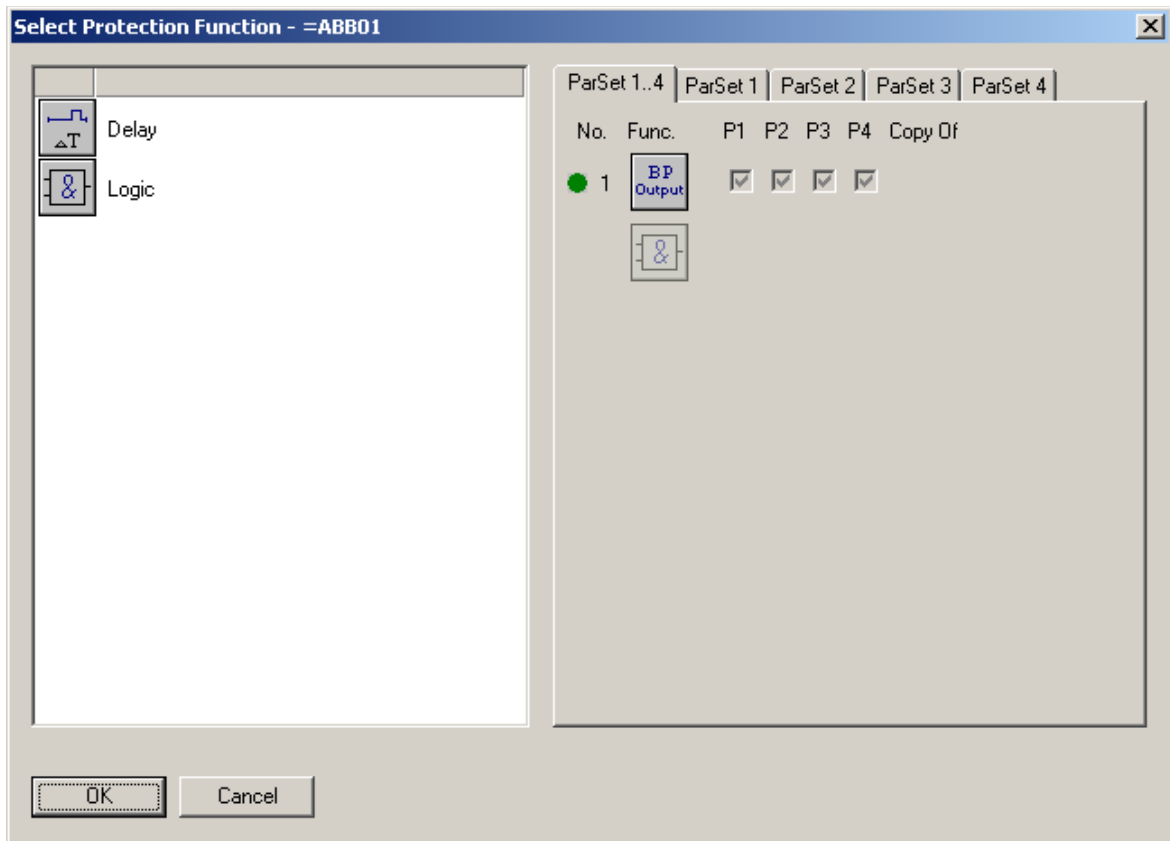 Select Protection Function - =ABB01
ΔT Delay
& Logic
ParSet 1..4 ParSet 1 ParSet 2 ParSet 3 ParSet 4
No. Func. P1 P2 P3 P4 Copy Of
1 BP Output
&
OK Cancel